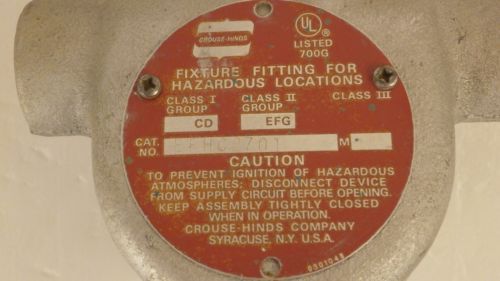 CROUSE-HINDS
UL
LISTED
700G
FIXTURE FITTING FOR
HAZARDOUS LOCATIONS
CLASS I CLASS II CLASS III
GROUP GROUP
CD EFG
CAT.
NO. M
CAUTION
TO PREVENT IGNITION OF HAZARDOUS
ATMOSPHERES; DISCONNECT DEVICE
FROM SUPPLY CIRCUIT BEFORE OPENING.
KEEP ASSEMBLY TIGHTLY CLOSED
WHEN IN OPERATION.
CROUSE-HINDS COMPANY
SYRACUSE, N.Y. U.S.A.